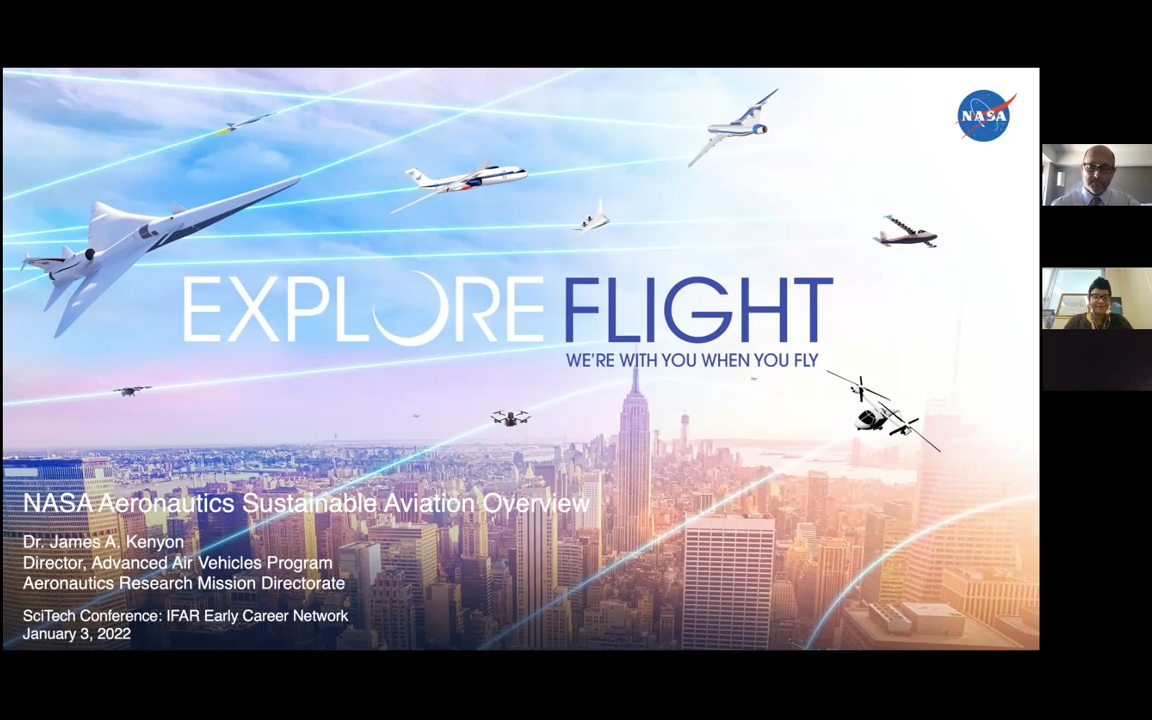 NASA
EXPLORE FLIGHT
WE'RE WITH YOU WHEN YOU FLY
NASA Aeronautics Sustainable Aviation Overview
Dr. James A. Kenyon
Director, Advanced Air Vehicles Program
Aeronautics Research Mission Directorate
SciTech Conference: IFAR Early Career Network
January 3, 2022